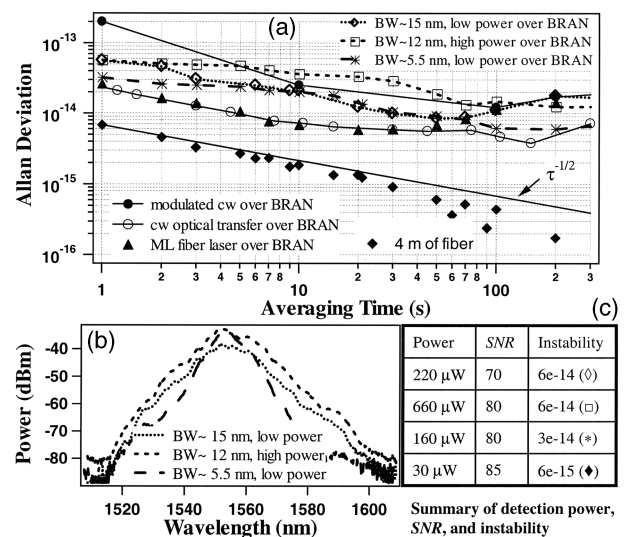 (a)
BW~15 nm, low power over BRAN
BW~12 nm, high power over BRAN
BW~5.5 nm, low power over BRAN
10-13
10-14
10-15
10-16
Allan Deviation
τ-1/2
modulated cw over BRAN
cw optical transfer over BRAN
ML fiber laser over BRAN
4 m of fiber
1 2 3 4 5 6 7 8 10 2 3 4 5 6 7 8 100 2 3
Averaging Time (s)
(b)
-40
-50
-60
-70
-80
Power (dBm)
BW~ 15 nm, low power
BW~ 12 nm, high power
BW~ 5.5 nm, low power
1520 1540 1560 1580 1600
Wavelength (nm)
(c)
Power SNR Instability
220 µW 70 6e-14 (◊)
660 µW 80 6e-14 (□)
160 µW 80 3e-14 (*)
30 µW 85 6e-15 (♦)
Summary of detection power,
SNR, and instability